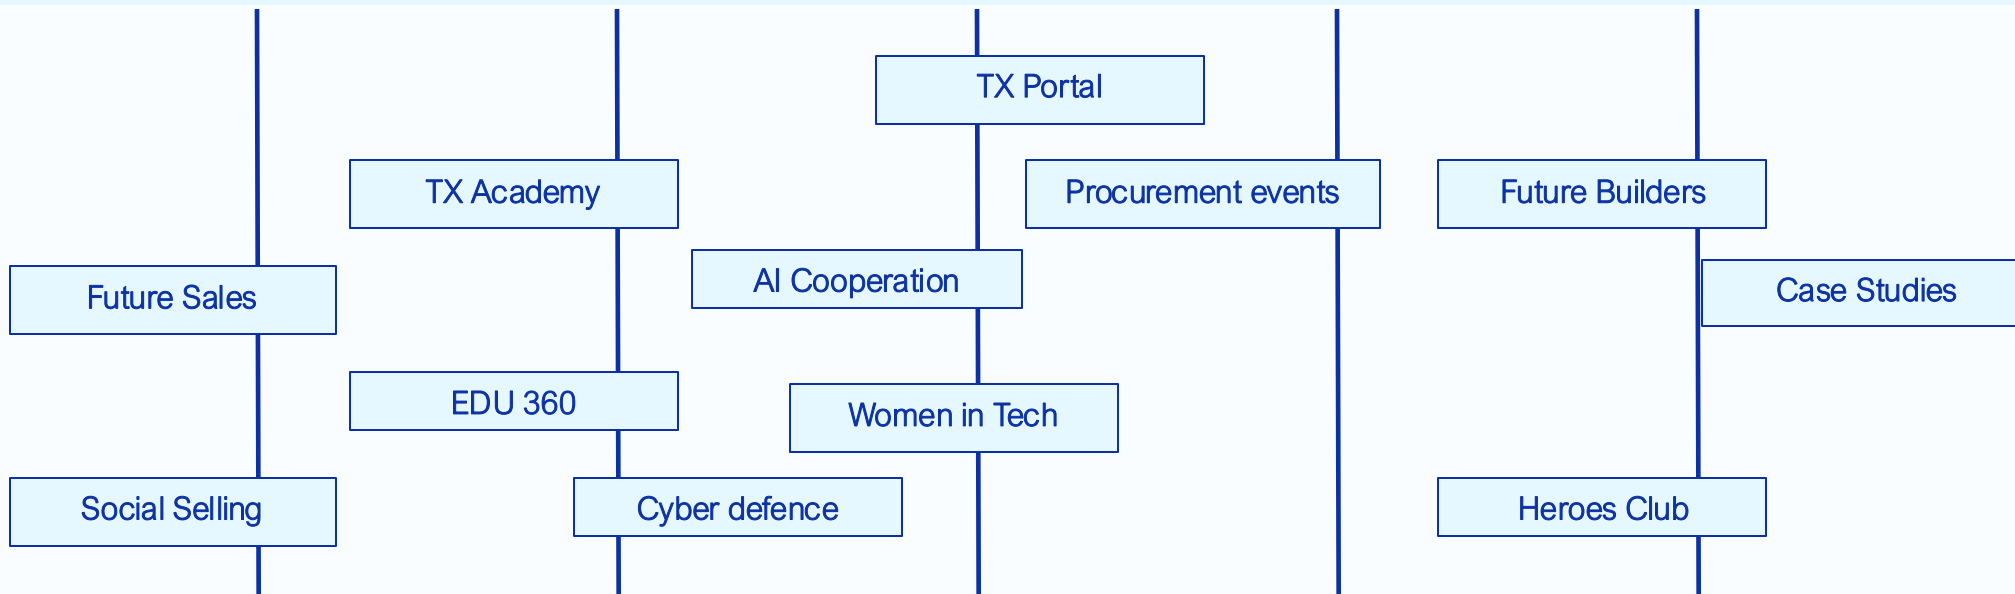 TX Portal
TX Academy
Procurement events
Future Builders
AI Cooperation
Case Studies
Future Sales
EDU 360
Women in Tech
Social Selling
Cyber defence
Heroes Club